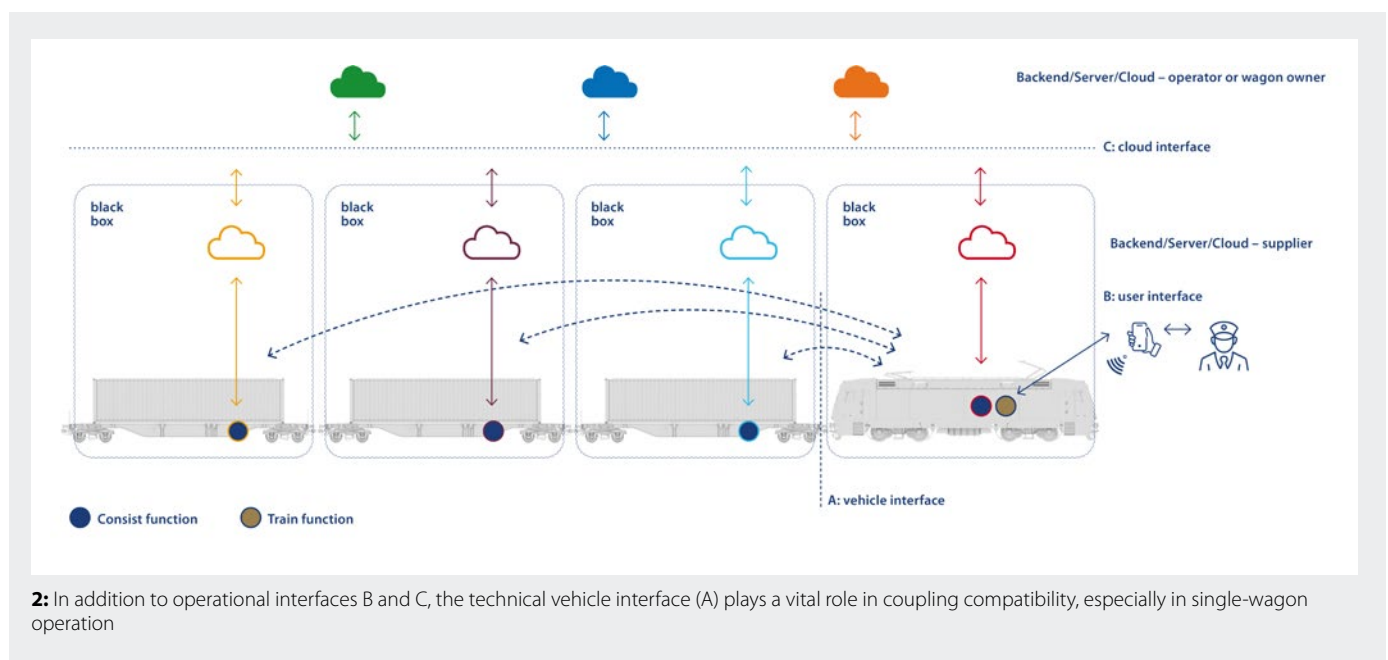 Backend/Server/Cloud – operator or wagon owner
C: cloud interface
black
box
black
box
black
box
black
box
Backend/Server/Cloud – supplier
B: user interface
A: vehicle interface
Consist function
Train function
2: In addition to operational interfaces B and C, the technical vehicle interface (A) plays a vital role in coupling compatibility, especially in single-wagon
operation